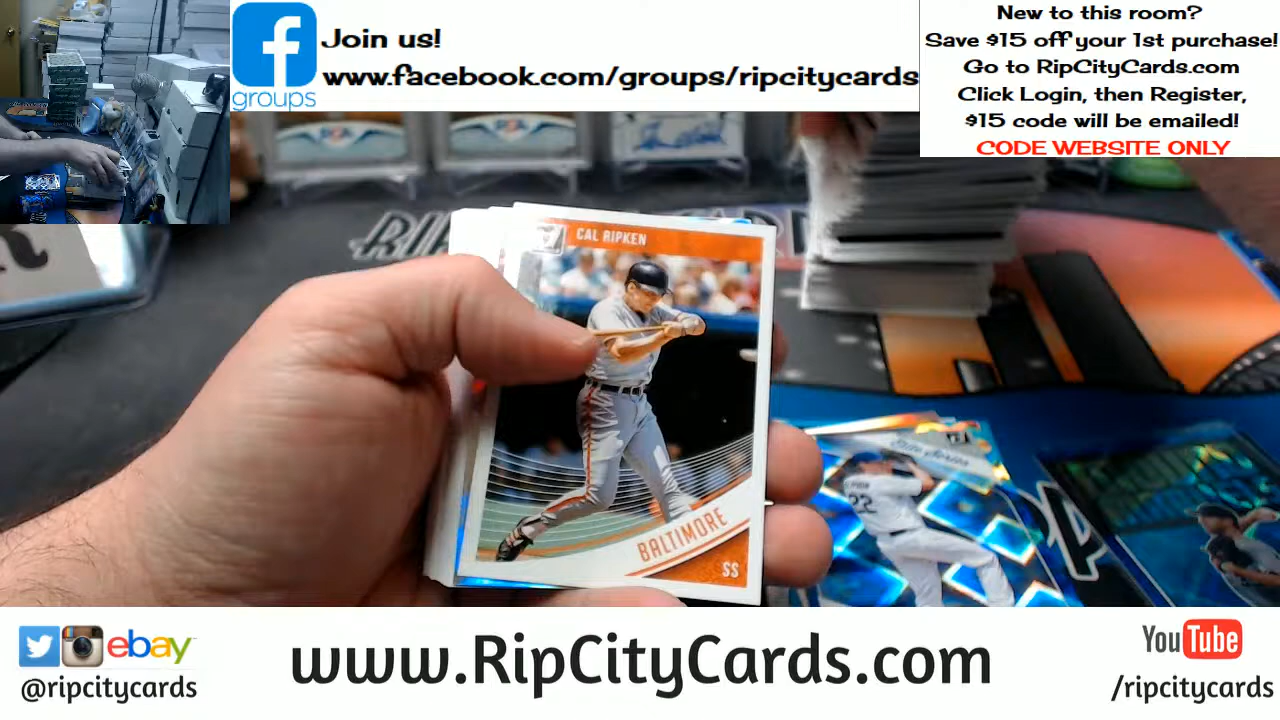 groups
Join us!
www.facebook.com/groups/ripcitycards
New to this room?
Save $15 off your 1st purchase!
Go to RipCityCards.com
Click Login, then Register,
$15 code will be emailed!
CODE WEBSITE ONLY
CAL RIPKEN
BALTIMORE
SS
22
ebay
@ripcitycards
www.RipCityCards.com
YouTube
/ripcitycards